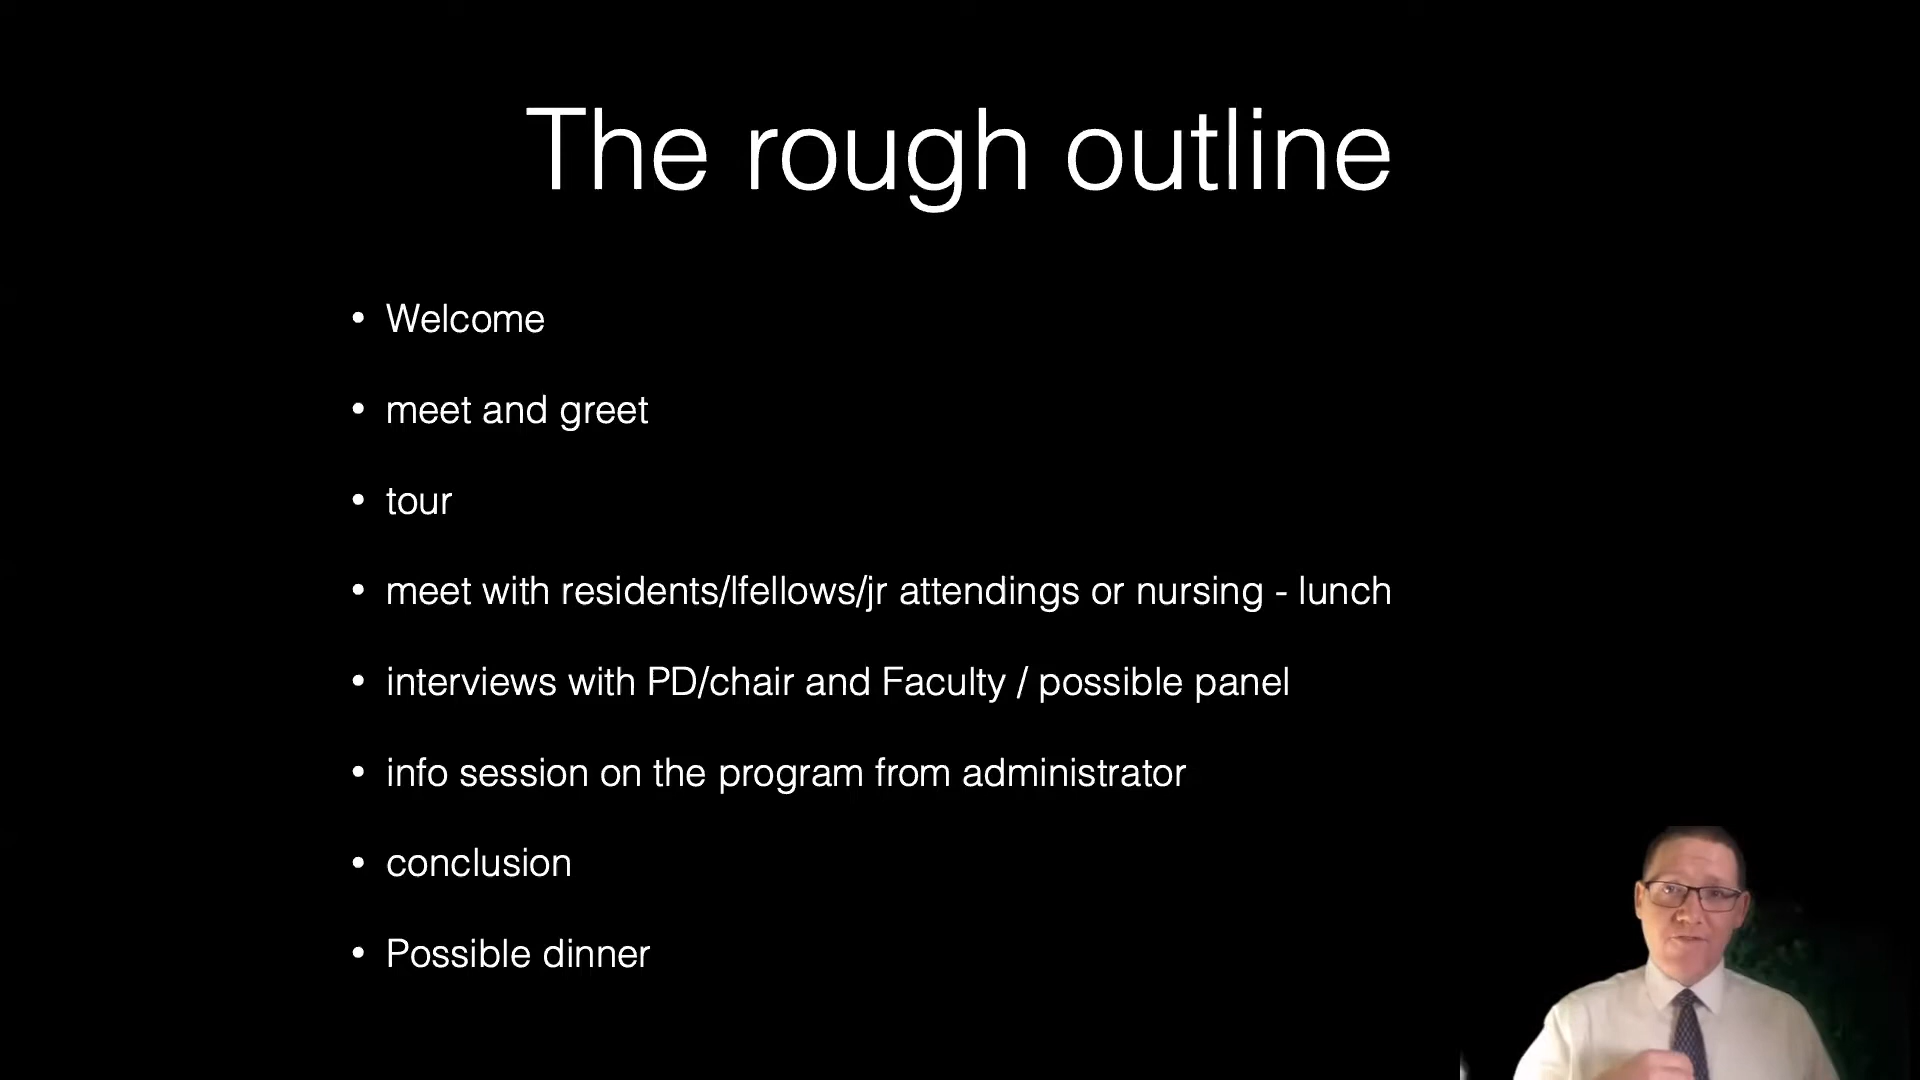 The rough outline
• Welcome
• meet and greet
• tour
• meet with residents/lfellows/jr attendings or nursing - lunch
• interviews with PD/chair and Faculty / possible panel
• info session on the program from administrator
• conclusion
• Possible dinner